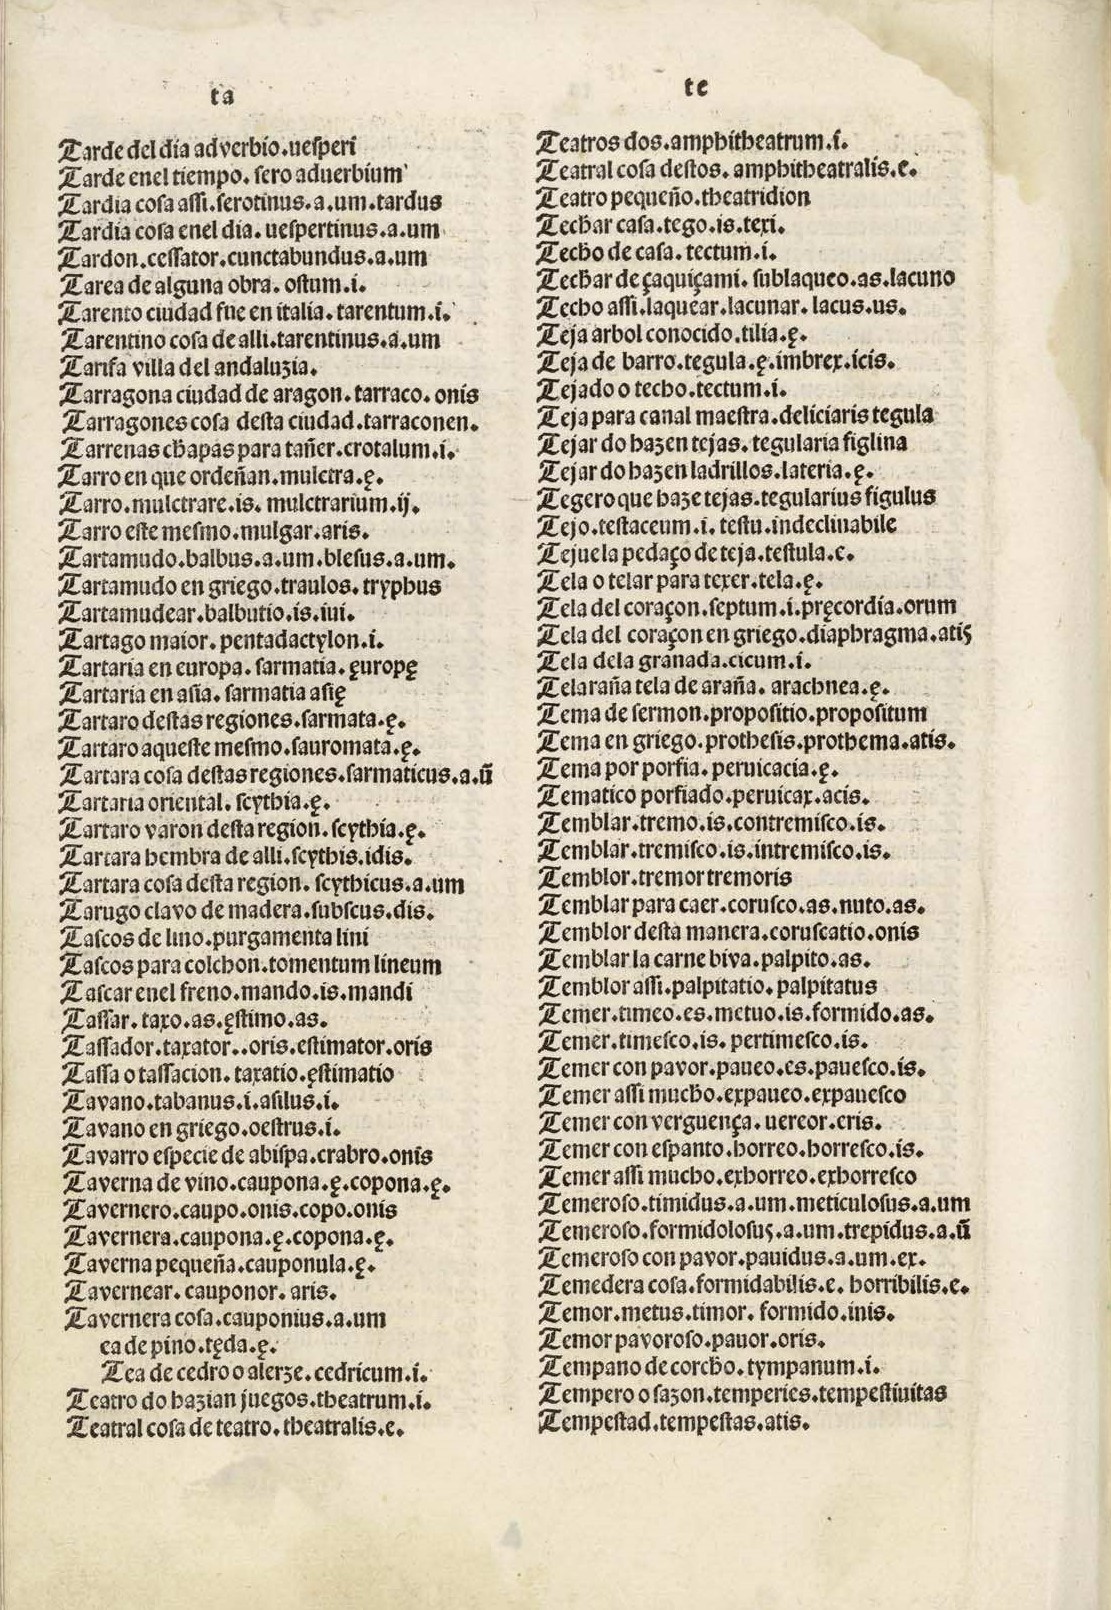 ta
Tarde del dia adverbio.uesperi
Tarde enel tiempo. sero aduerbium
Tardia cosa assi.serotinus.a.um.tardus
Tardia cosa enel dia. uespertinus.a.um
Tardon.cessator.cunctabundus.a.um
Tarea de alguna obra. ostum.i.
Tarento ciudad fue en italia.tarentum.i.
Tarentino cosa de alli.tarentinus.a.um
Tarifa villa del andaluzia.
Tarragona ciudad de aragon.tarraco.onis
Tarragones cosa desta ciudad.tarraconen.
Tarrenas chapas para tañer.crotalum.i.
Tarro en que ordeñan.mulctra.ę.
Tarro.mulctrare.is. mulctrarium.ij.
Tarro este mesmo.mulgar.aris.
Tartamudo.balbus.a.um.blesus.a.um.
Tartamudo en griego.traulos.tryphus
Tartamudear.balbutio.is.iui.
Tartago maior.pentadactylon.i.
Tartaria en europa. sarmatia. ęuropę
Tartaria en asia. sarmatia asię
Tartaro destas regiones.sarmata.ę.
Tartaro aqueste mesmo.sauromata.ę.
Tartara cosa destas regiones.sarmaticus.a.ũ
Tartaria oriental. scythia.ę.
Tartaro varon desta region.scythia.ę.
Tartara hembra de alli.scythis.idis.
Tartara cosa desta region. scythicus.a.um
Tarugo clavo de madera.subscus.dis.
Tascos de lino.purgamenta lini
Tascos para colchon.tomentum lineum
Tascar enel freno.mando.is.mandi
Tassar. taxo.as.ęstimo.as.
Tassador.taxator..oris.estimator.oris
Tassa o tassacion. taxatio.ęstimatio
Tavano.tabanus.i.asilus.i.
Tavano en griego.oestrus.i.
Tavarro especie de abispa.crabro.onis
Taverna de vino.caupona.ę.copona.ę.
Tavernero.caupo.onis.copo.onis
Tavernera.caupona.ę.copona.ę.
Taverna pequeña.cauponula.ę.
Tavernear. cauponor. aris.
Tavernera cosa.cauponius.a.um
ea de pino.tęda.ę.
Tea de cedro o alerze.cedricum.i.
Teatro do hazian juegos.theatrum.i.
Teatral cosa de teatro.theatralis.e.
te
Teatros dos.amphitheatrum.i.
Teatral cosa destos. amphitheatralis.e.
Teatro pequeño.theatridion
Techar casa.tego.is.texi.
Techo de casa. tectum.i.
Techar de çaquiçami. sublaqueo.as.lacuno
Techo assi.laquear.lacunar. lacus.us.
Teja arbol conocido.tilia.ę.
Teja de barro.tegula.ę.imbrex.icis.
Tejado o techo.tectum.i.
Teja para canal maestra.deliciaris tegula
Tejar do hazen tejas.tegularia figlina
Tejar do hazen ladrillos.lateria.ę.
Tegero que haze tejas.tegularius figulus
Tejo.testaceum.i. testu.indeclinabile
Tejuela pedaço de teja.testula.e.
Tela o telar para texer.tela.ę.
Tela del coraçon.septum.i.pręcordia.orum
Tela del coraçon en griego.diaphragma.atis
Tela dela granada.cicum.i.
Telaraña tela de araña. arachnea.ę.
Tema de sermon.propositio.propositum
Tema en griego.prothesis.prothema.atis.
Tema por porfia. peruicacia.ę.
Tematico porfiado.peruicax.acis.
Temblar.tremo.is.contremisco.is.
Temblar.tremisco.is.intremisco.is.
Temblor.tremor tremoris
Temblar para caer.corusco.as.nuto.as.
Temblor desta manera.coruscatio.onis
Temblar la carne biva.palpito.as.
Temblor assi.palpitatio.palpitatus
Temer.timeo.es.metuo.is.formido.as.
Temer.timesco.is. pertimesco.is.
Temer con pavor.paueo.es.pauesco.is.
Temer assi mucho.expaueo.expauesco
Temer con verguença.uereor.eris.
Temer con espanto.horreo.horresco.is.
Temer assi mucho.exhorreo.exhorresco
Temeroso.timidus.a.um.meticulosus.a.um
Temeroso.formidolosus.a.um.trepidus.a.ũ
Temeroso con pavor.pauidus.a.um.ex.
Temedera cosa.formidabilis.e. horribilis.e.
Temor.metus.timor. formido.inis.
Temor pavoroso.pauor.oris.
Tempano de corcho.tympanum.i.
Tempero o sazon.temperies.tempestiuitas
Tempestad.tempestas.atis.